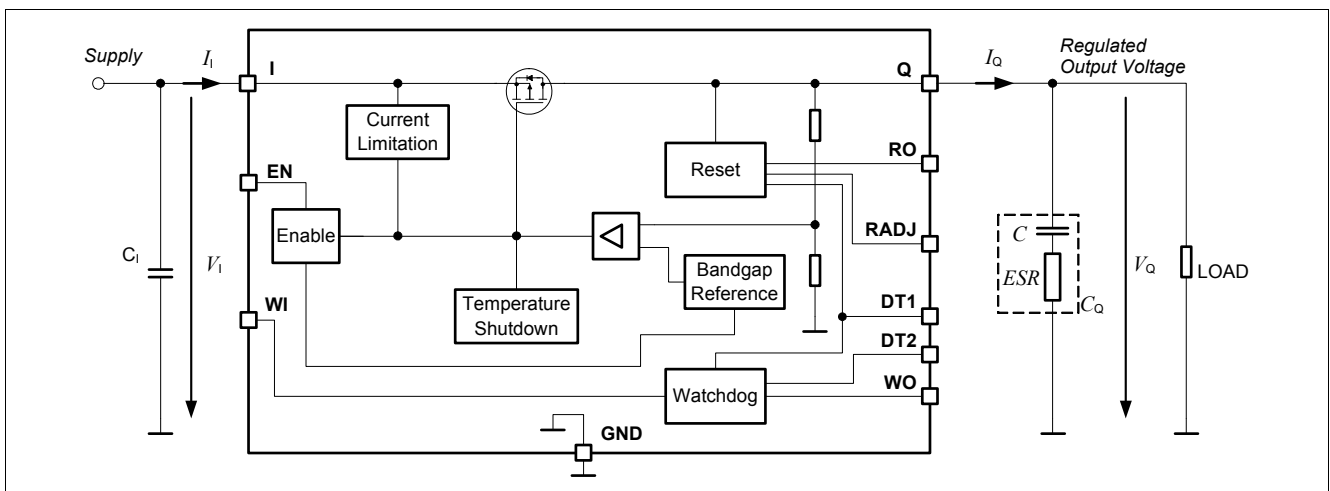 Supply
I_I
I
Q
I_Q
Regulated
Output Voltage
Current
Limitation
Reset
RO
EN
Enable
RADJ
C_I
V_I
Bandgap
Reference
Temperature
Shutdown
C
ESR
C_Q
V_Q
LOAD
WI
DT1
DT2
Watchdog
WO
GND